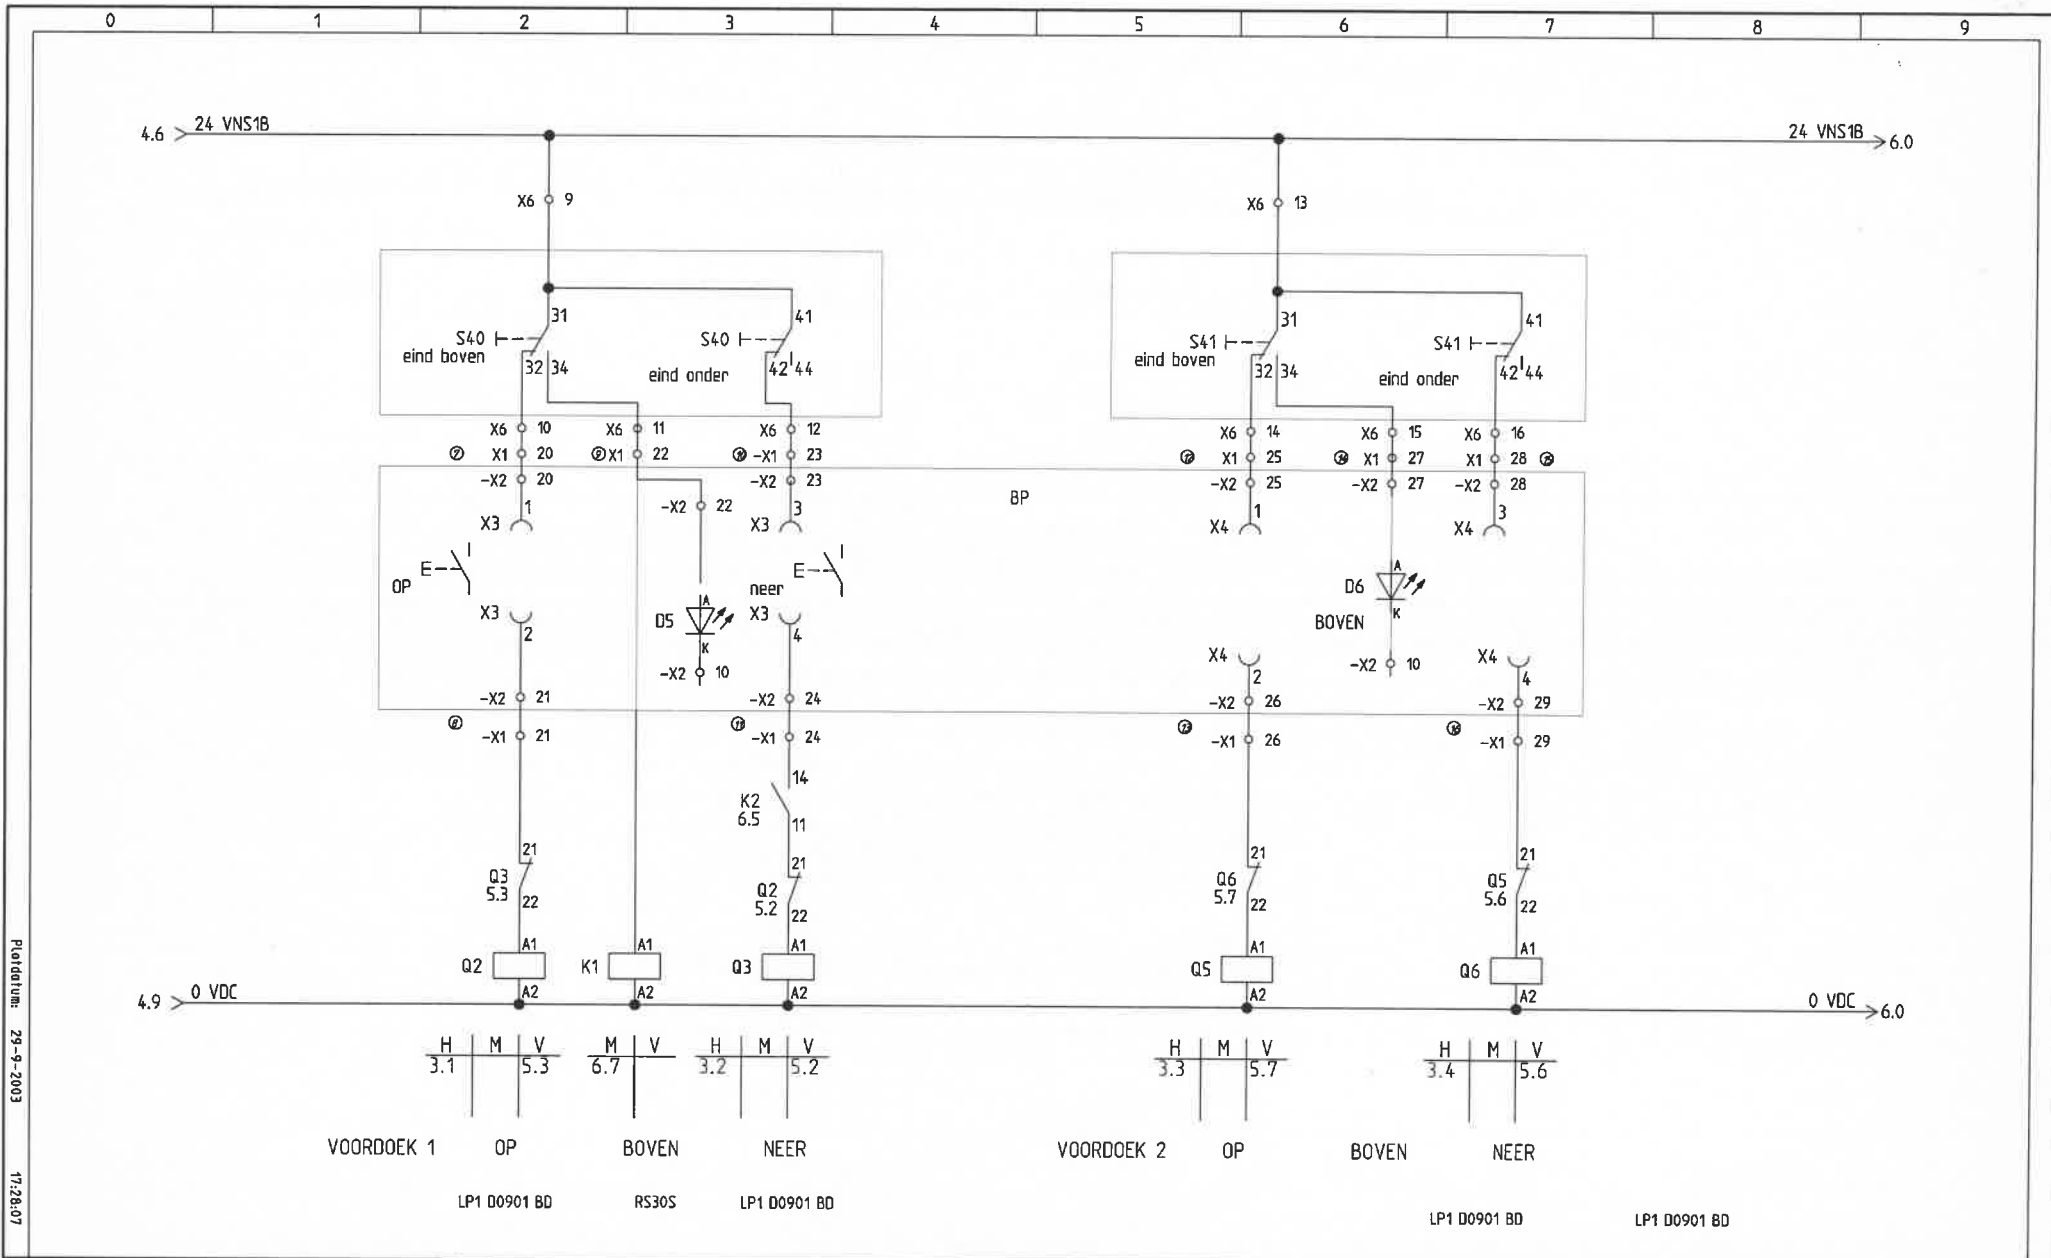 0 1 2 3 4 5 6 7 8 9
4.6 24 VNS1B 24 VNS1B 6.0
X6 9 X6 13
31 41 31 41
S40 S40 S41 S41
eind boven eind onder eind boven eind onder
32 34 42 44 32 34 42 44
X6 10 X6 11 X6 12 X6 14 X6 15 X6 16
7 X1 20 X1 22 -X1 23 X1 25 X1 27 X1 28
-X2 20 -X2 23 BP -X2 25 -X2 27 -X2 28
-X2 22
X3 1 X3 3 X4 1 X4 3
E E
OP neer
A A
D5 D6
K K
BOVEN
X3 2 X3 4 X4 2 X4 4
-X2 10 -X2 10
-X2 21 -X2 24 -X2 26 -X2 29
8 11 13
-X1 21 -X1 24 -X1 26 -X1 29
14
K2
6.5
11
21 21 21 21
Q3 Q2 Q6 Q5
5.3 5.2 5.7 5.6
22 22 22 22
A1 A1 A1 A1 A1
Q2 K1 Q3 Q5 Q6
A2 A2 A2 A2 A2
4.9 0 VDC 0 VDC 6.0
H M V M V H M V H M V H M V
3.1 5.3 6.7 3.2 5.2 3.3 5.7 3.4 5.6
VOORDOEK 1 OP BOVEN NEER VOORDOEK 2 OP BOVEN NEER
LP1 D0901 BD RS30S LP1 D0901 BD LP1 D0901 BD LP1 D0901 BD
Plotdatum: 29-9-2003 17:28:07